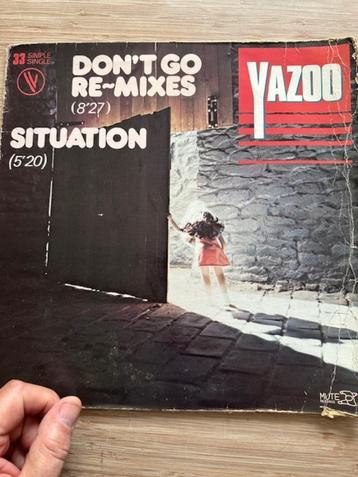 33 SIMPLE
SINGLE
DON'T GO
RE~MIXES
(8'27)
SITUATION
(5'20)
YAZOO
MUTE